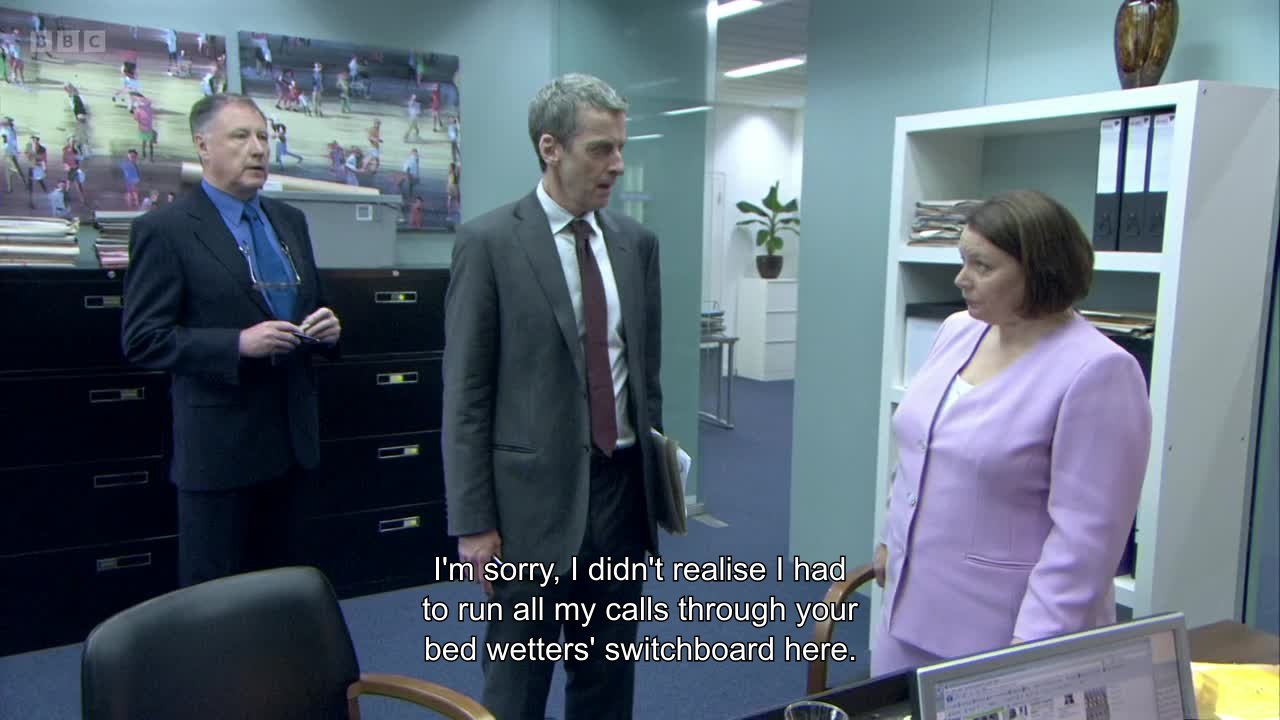 BBC
I'm sorry, I didn't realise I had
to run all my calls through your
bed wetters' switchboard here.